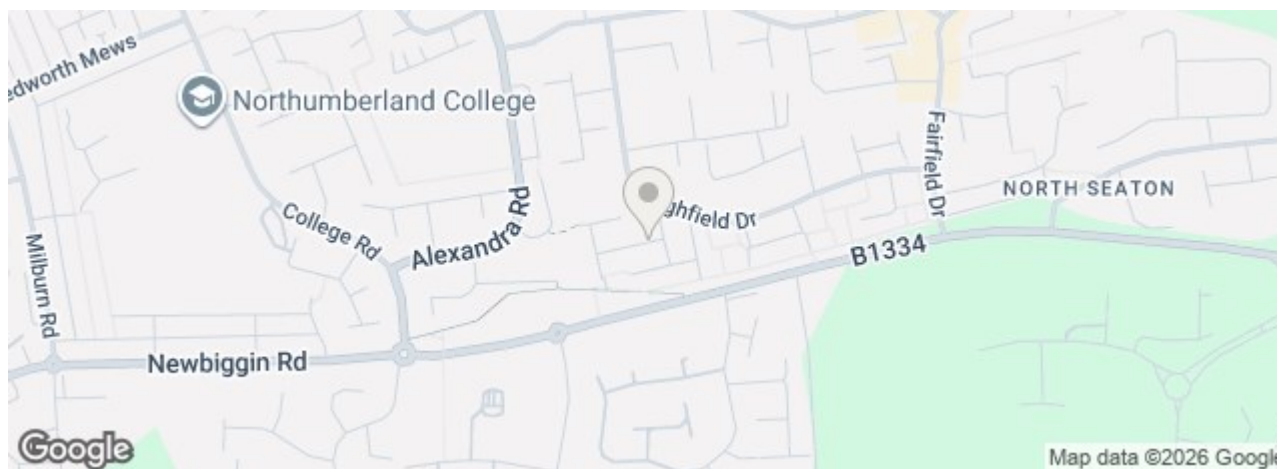 edworth Mews
Northumberland College
College Rd
Alexandra Rd
Milburn Rd
Newbiggin Rd
ghfield Dr
Fairfield Dr
NORTH SEATON
B1334
Google
Map data ©2026 Google